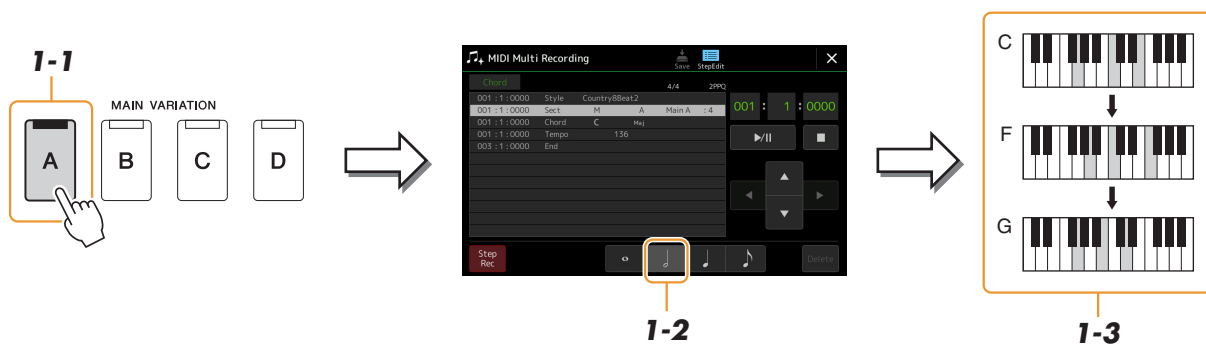 1-1
MAIN VARIATION
A B C D
MIDI Multi Recording
Save StepEdit
Chord 4/4 2PPQ
001 : 1 : 0000 Style Country8Beat2
001 : 1 : 0000 Sect M A Main A : 4
001 : 1 : 0000 Chord C Maj
001 : 1 : 0000 Tempo 136
003 : 1 : 0000 End
001 : 1 : 0000
Step
Rec
Delete
1-2
C
F
G
1-3